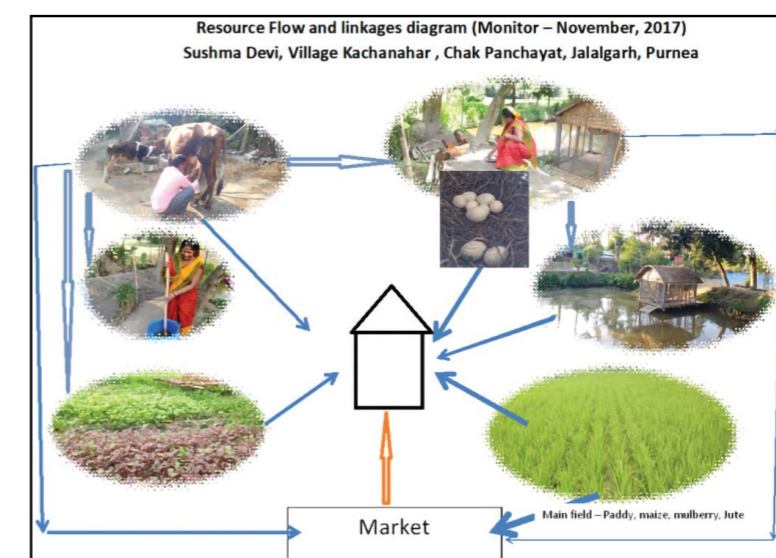 Resource Flow and linkages diagram (Monitor – November, 2017)
Sushma Devi, Village Kachanahar , Chak Panchayat, Jalalgarh, Purnea
Main field – Paddy, maize, mulberry, Jute
Market